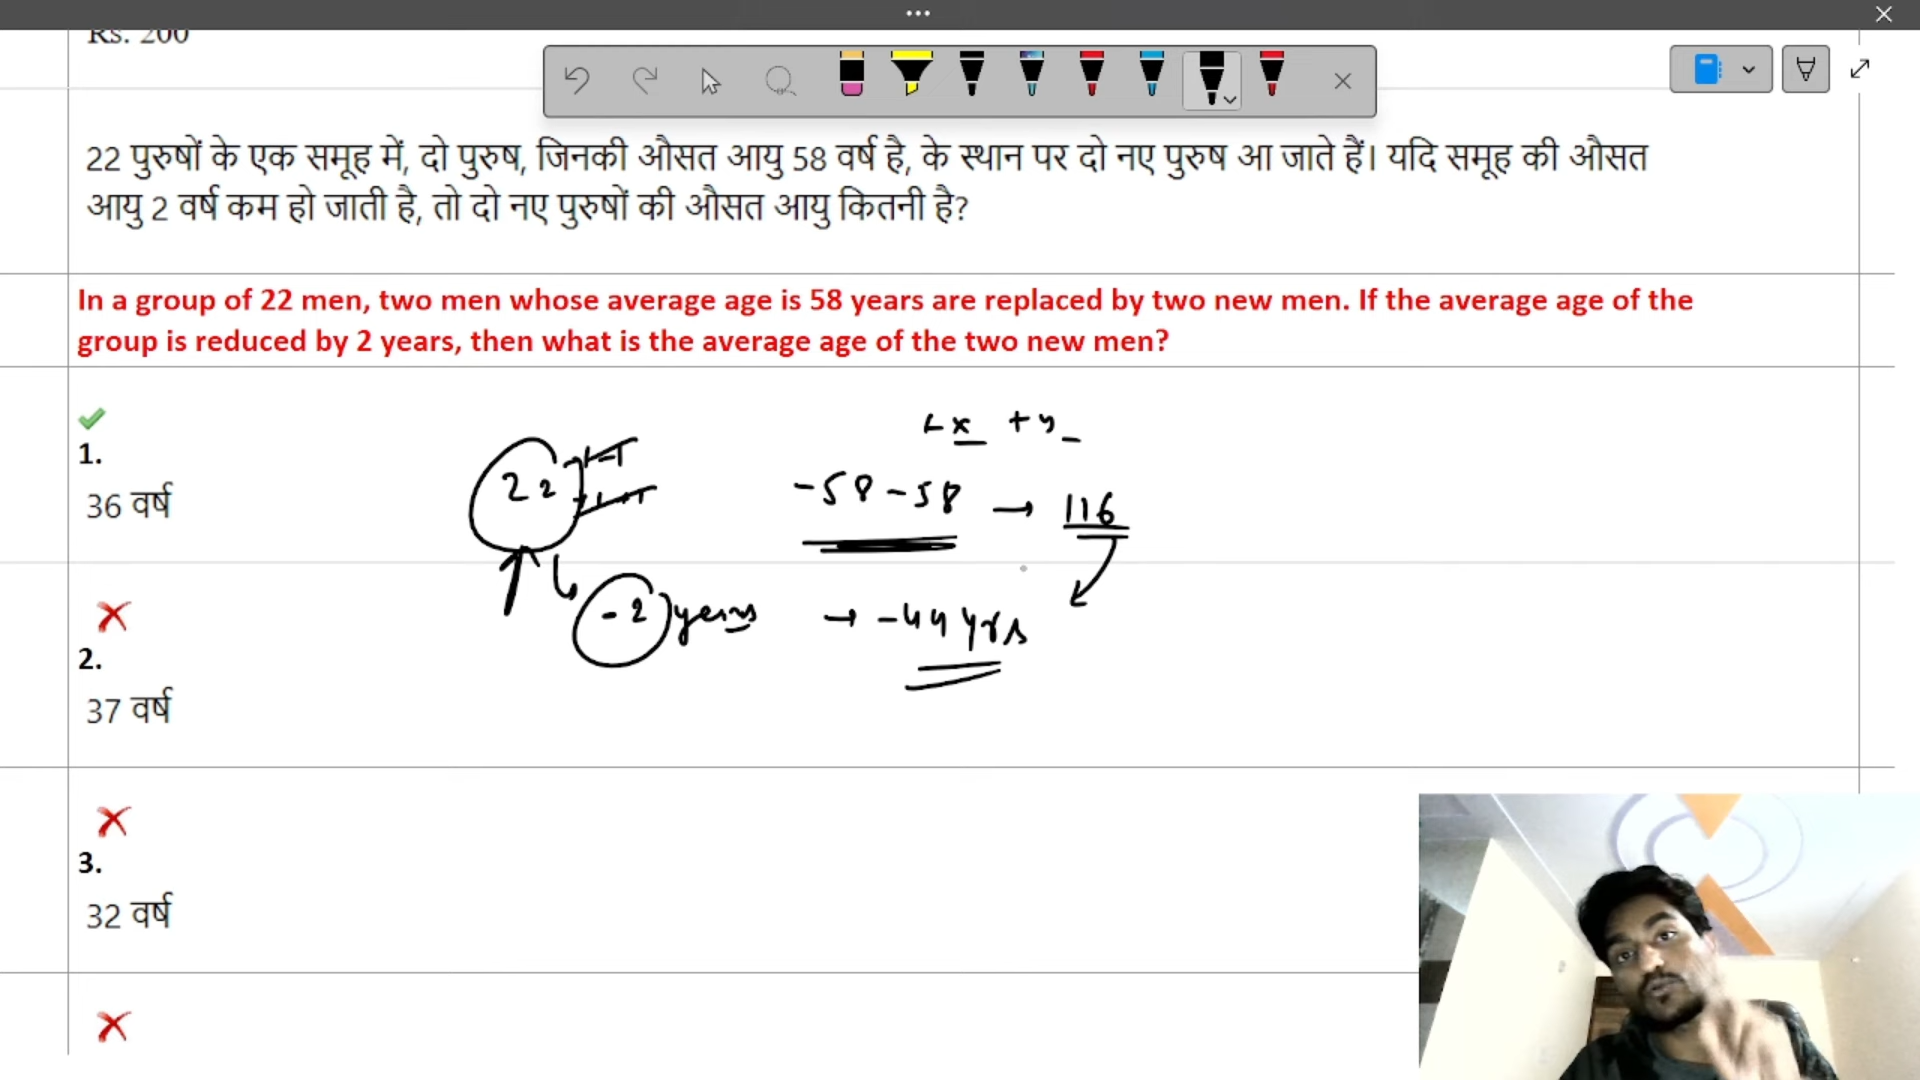 Rs. 200
22 पुरुषों के एक समूह में, दो पुरुष, जिनकी औसत आयु 58 वर्ष है, के स्थान पर दो नए पुरुष आ जाते हैं। यदि समूह की औसत
आयु 2 वर्ष कम हो जाती है, तो दो नए पुरुषों की औसत आयु कितनी है?
In a group of 22 men, two men whose average age is 58 years are replaced by two new men. If the average age of the
group is reduced by 2 years, then what is the average age of the two new men?
+x +y
1.
22
-58-58 → 116
36 वर्ष
-2 years → -44 yrs
2.
37 वर्ष
3.
32 वर्ष